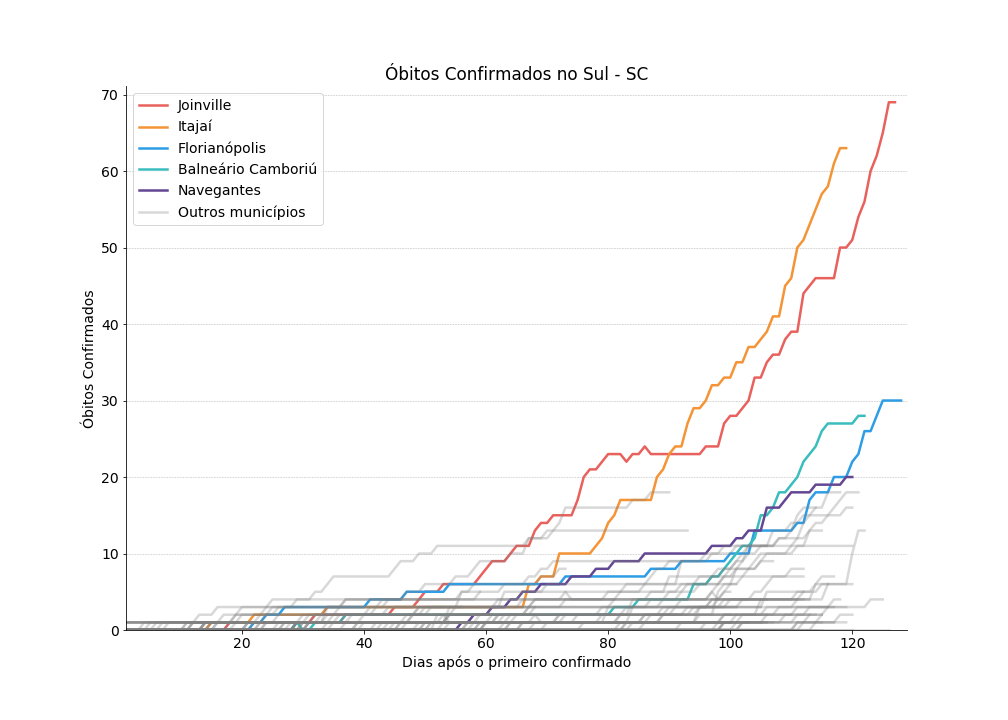 Óbitos Confirmados no Sul - SC
70
60
50
40
30
20
10
0
Óbitos Confirmados
Joinville
Itajaí
Florianópolis
Balneário Camboriú
Navegantes
Outros municípios
20
40
60
80
100
120
Dias após o primeiro confirmado